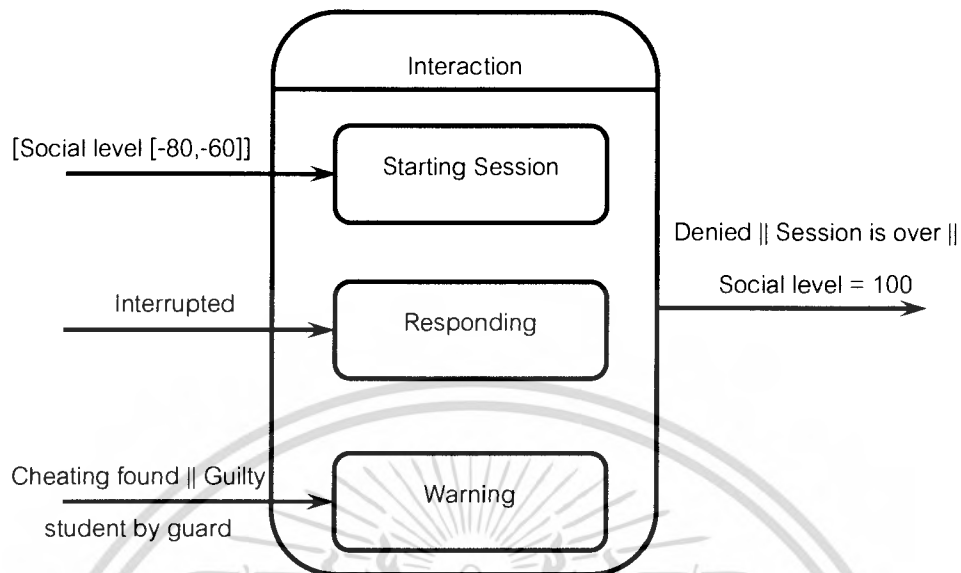 Interaction
[Social level [-80,-60]]
Starting Session
Denied || Session is over ||
Social level = 100
Interrupted
Responding
Cheating found || Guilty
student by guard
Warning